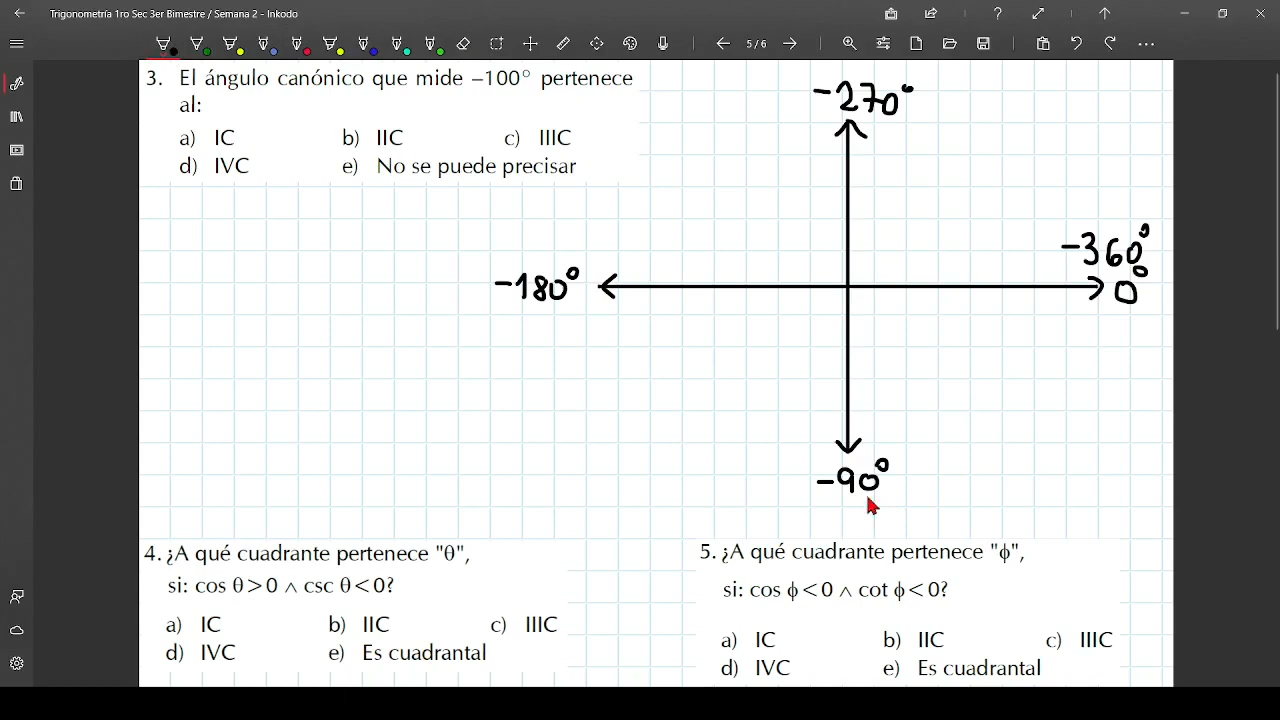 Trigonometría 1ro Sec 3er Bimestre / Semana 2 - Inkodo
5/6
3. El ángulo canónico que mide –100° pertenece
al:
a) IC b) IIC c) IIIC
d) IVC e) No se puede precisar
-270°
-360°
-180°
0°
-90°
4. ¿A qué cuadrante pertenece "θ",
si: cos θ>0 ∧ csc θ<0?
a) IC b) IIC c) IIIC
d) IVC e) Es cuadrantal
5. ¿A qué cuadrante pertenece "ϕ",
si: cos ϕ<0 ∧ cot ϕ<0?
a) IC b) IIC c) IIIC
d) IVC e) Es cuadrantal